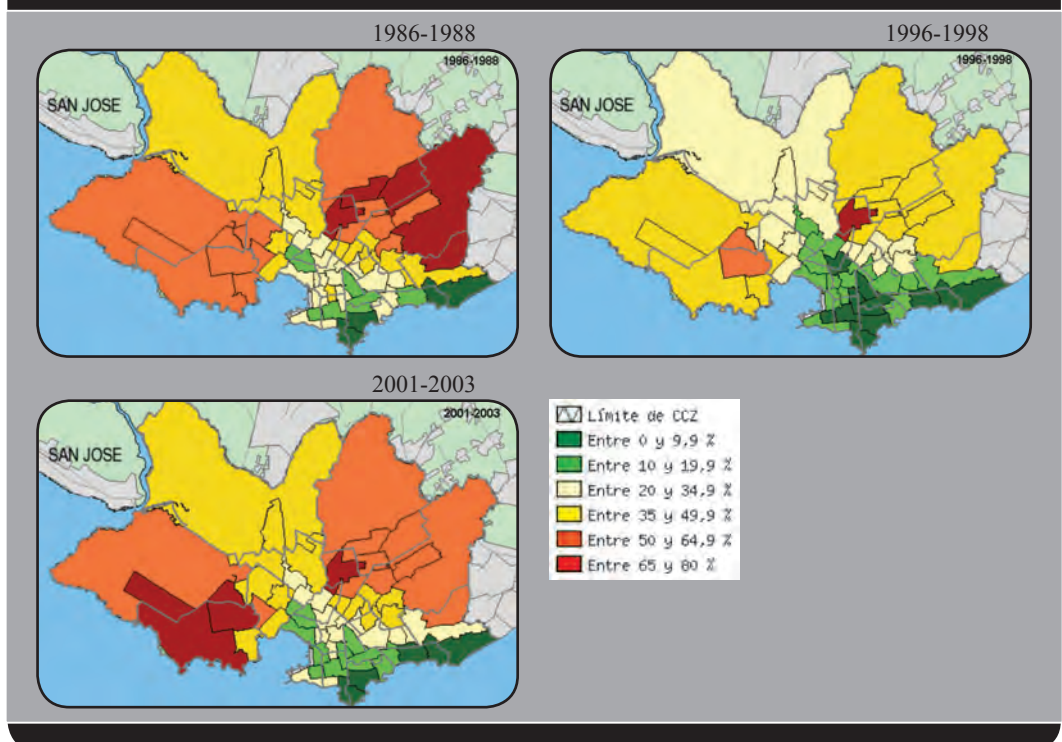 1986-1988
1986-1988
SAN JOSE
1996-1998
1996-1998
SAN JOSE
2001-2003
2001-2003
SAN JOSE
Límite de CCZ
Entre 0 y 9,9 %
Entre 10 y 19,9 %
Entre 20 y 34,9 %
Entre 35 y 49,9 %
Entre 50 y 64,9 %
Entre 65 y 80 %